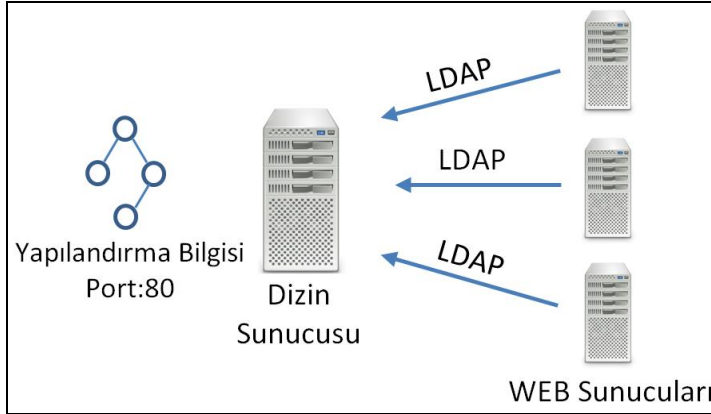 LDAP
LDAP
LDAP
Yapılandırma Bilgisi
Port:80
Dizin
Sunucusu
WEB Sunucuları